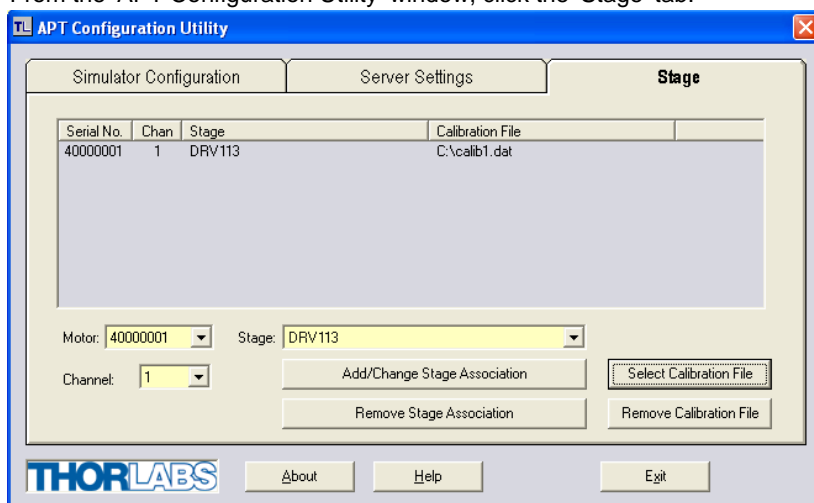 From the 'APT Configuration Utility' window, click the 'Stage' tab.
TL APT Configuration Utility
Simulator Configuration Server Settings Stage
Serial No. Chan Stage Calibration File
40000001 1 DRV113 C:\calib1.dat
Motor: 40000001 Stage: DRV113
Channel: 1 Add/Change Stage Association Select Calibration File
Remove Stage Association Remove Calibration File
THORLABS About Help Exit